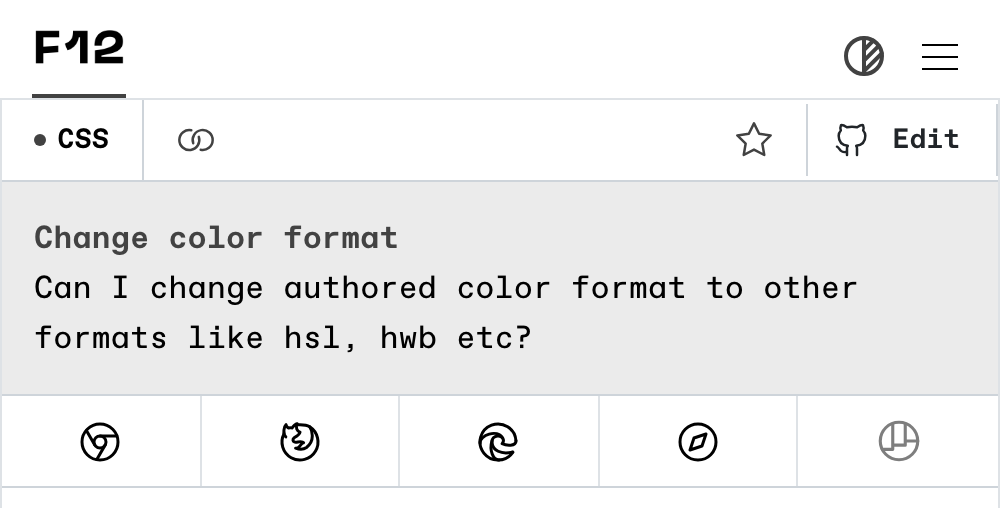 F12
CSS
Edit
Change color format
Can I change authored color format to other
formats like hsl, hwb etc?